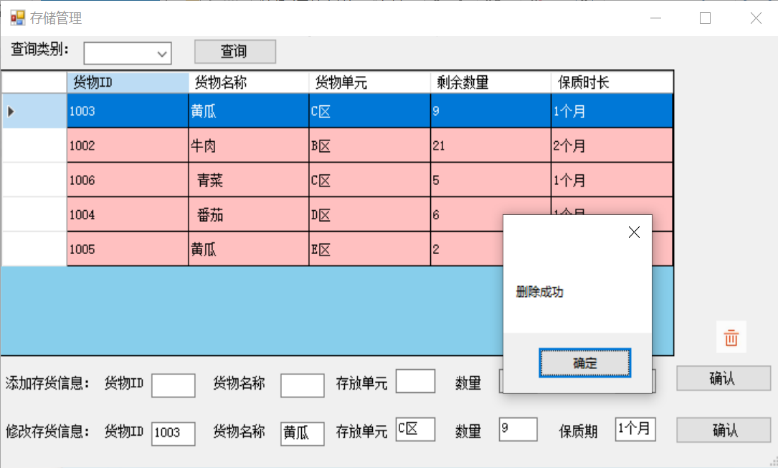 存储管理
查询类别: 查询
货物ID 货物名称 货物单元 剩余数量 保质时长
1003 黄瓜 C区 9 1个月
1002 牛肉 B区 21 2个月
1006 青菜 C区 5 1个月
1004 番茄 D区 6 1个月
1005 黄瓜 E区 2
删除成功
确定
添加存货信息: 货物ID 货物名称 存放单元 数量 确认
修改存货信息: 货物ID 1003 货物名称 黄瓜 存放单元 C区 数量 9 保质期 1个月 确认